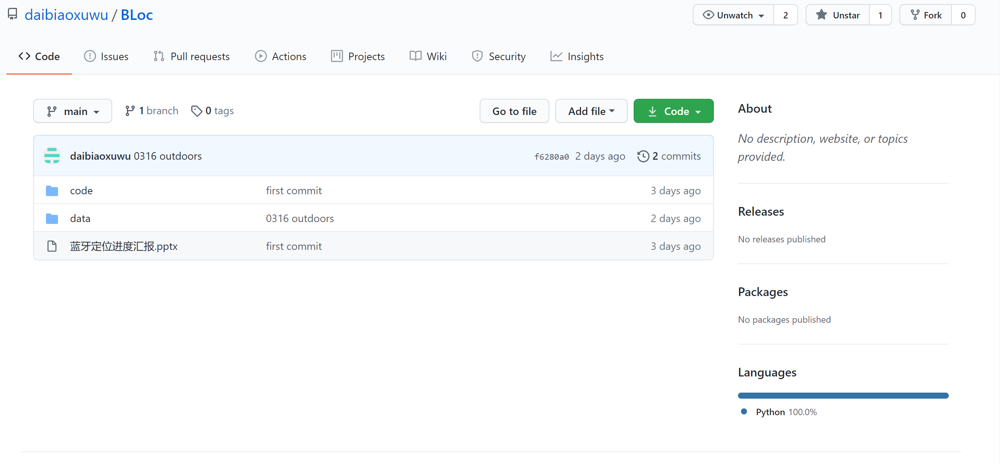 daibiaoxuwu / BLoc
Unwatch 2 Unstar 1 Fork 0
Code Issues Pull requests Actions Projects Wiki Security Insights
main 1 branch 0 tags Go to file Add file Code
daibiaoxuwu 0316 outdoors f6280a0 2 days ago 2 commits
code first commit 3 days ago
data 0316 outdoors 2 days ago
蓝牙定位进度汇报.pptx first commit 3 days ago
About
No description, website, or topics
provided.
Releases
No releases published
Packages
No packages published
Languages
Python 100.0%